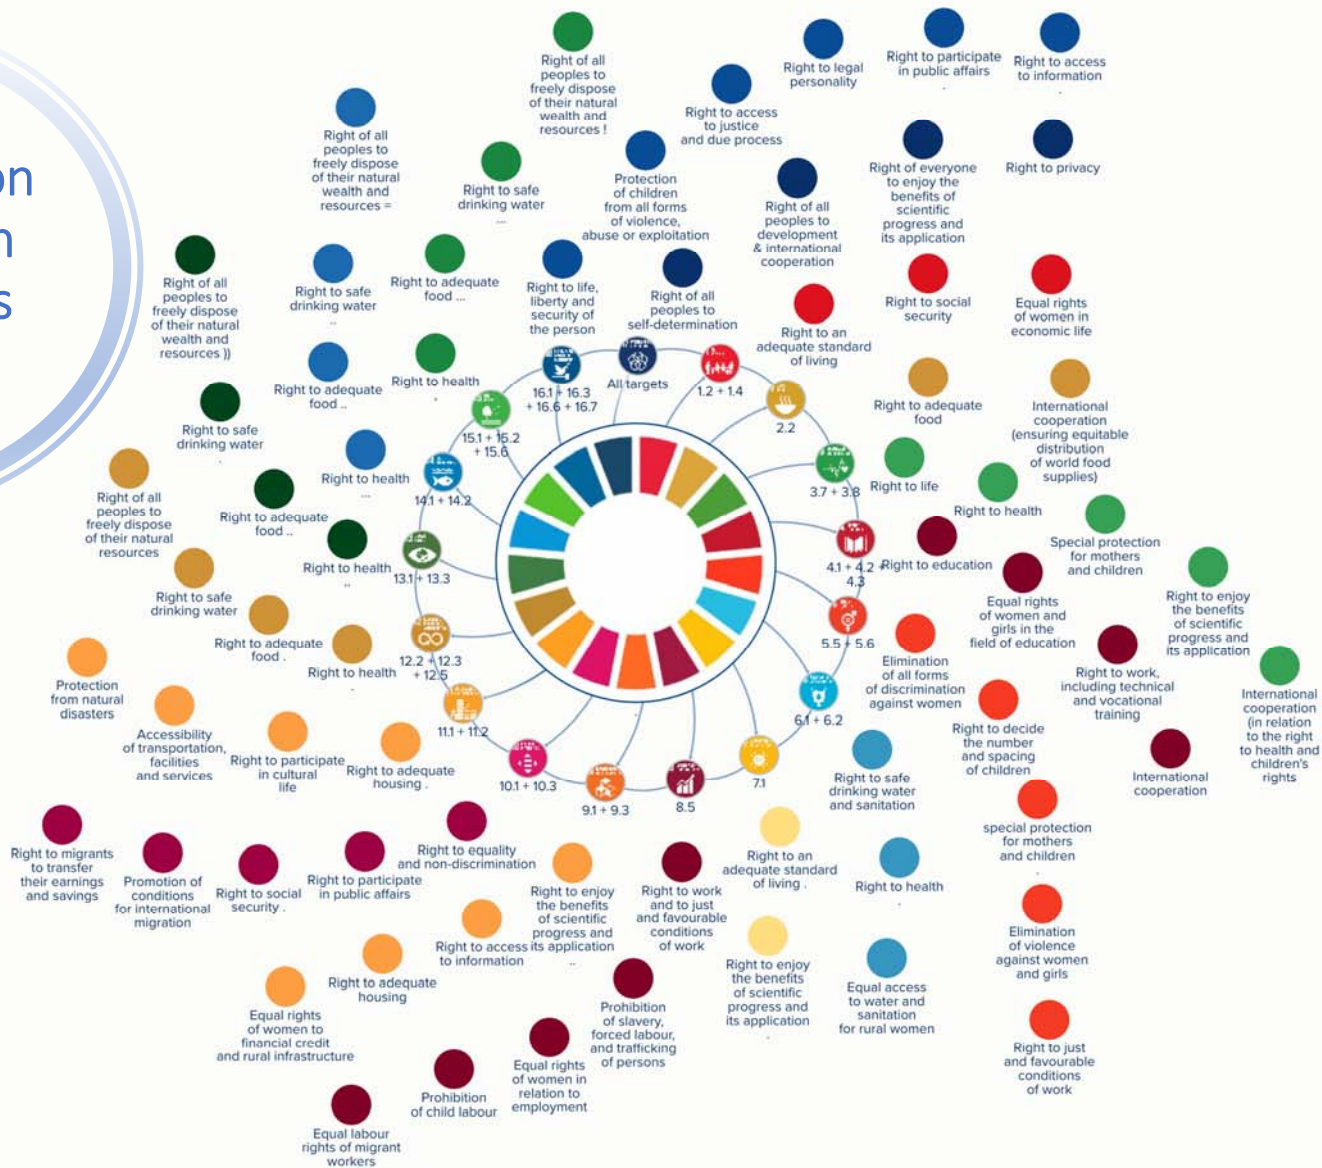 on
n
s
Right of all
peoples to
freely dispose
of their natural
wealth and
resources !
Right to legal
personality
Right to participate
in public affairs
.
Right to access
to information
.
Right to access
to justice
and due process
Right of all
peoples to
freely dispose
of their natural
wealth and
resources =
Right to safe
drinking water
...
Protection
of children
from all forms
of violence,
abuse or exploitation
Right of all
peoples to
development
& international
cooperation
Right of everyone
to enjoy the
benefits of
scientific
progress and
its application
Right to privacy
Right of all
peoples to
freely dispose
of their natural
wealth and
resources ))
Right to safe
drinking water
..
Right to adequate
food ...
Right to life,
liberty and
security of
the person
Right of all
peoples to
self-determination
Right to an
adequate standard
of living
Right to social
security
Equal rights
of women in
economic life
Right to adequate
food ..
Right to health
.
16.1 + 16.3
+ 16.6 + 16.7
All targets
1.2 + 1.4
2.2
Right to adequate
food
International
cooperation
(ensuring equitable
distribution
of world food
supplies)
Right to safe
drinking water
.
Right to health
...
15.1 + 15.2
+ 15.6
14.1 + 14.2
3.7 + 3.8
Right to life
Right to health
Special protection
for mothers
and children
Right to enjoy
the benefits
of scientific
progress and
its application
International
cooperation
(in relation
to the right
to health and
children's
rights
Right of all
peoples to
freely dispose
of their natural
resources
Right to adequate
food ..
Right to health
..
13.1 + 13.3
4.1 + 4.2 +
4.3
Right to education
Equal rights
of women and
girls in the
field of education
Right to work,
including technical
and vocational
training
International
cooperation
Right to safe
drinking water
Right to adequate
food .
Right to health
.
12.2 + 12.3
+ 12.5
5.5 + 5.6
Elimination
of all forms
of discrimination
against women
Right to decide
the number
and spacing
of children
special protection
for mothers
and children
.
Elimination
of violence
against women
and girls
Right to just
and favourable
conditions
of work
Protection
from natural
disasters
Accessibility
of transportation,
facilities
and services
Right to participate
in cultural
life
Right to adequate
housing .
11.1 + 11.2
6.1 + 6.2
Right to safe
drinking water
and sanitation
Right to health
.
Equal access
to water and
sanitation
for rural women
10.1 + 10.3
9.1 + 9.3
8.5
7.1
Right to an
adequate standard
of living .
Right to enjoy
the benefits
of scientific
progress and
its application
.
Right to migrants
to transfer
their earnings
and savings
Promotion of
conditions
for international
migration
Right to social
security .
Right to participate
in public affairs
Right to equality
and non-discrimination
Right to enjoy
the benefits
of scientific
progress and
its application
..
Right to access
to information
Right to adequate
housing
Equal rights
of women to
financial credit
and rural infrastructure
Right to work
and to just
and favourable
conditions
of work
Prohibition
of slavery,
forced labour,
and trafficking
of persons
Equal rights
of women in
relation to
employment
Prohibition
of child labour
Equal labour
rights of migrant
workers